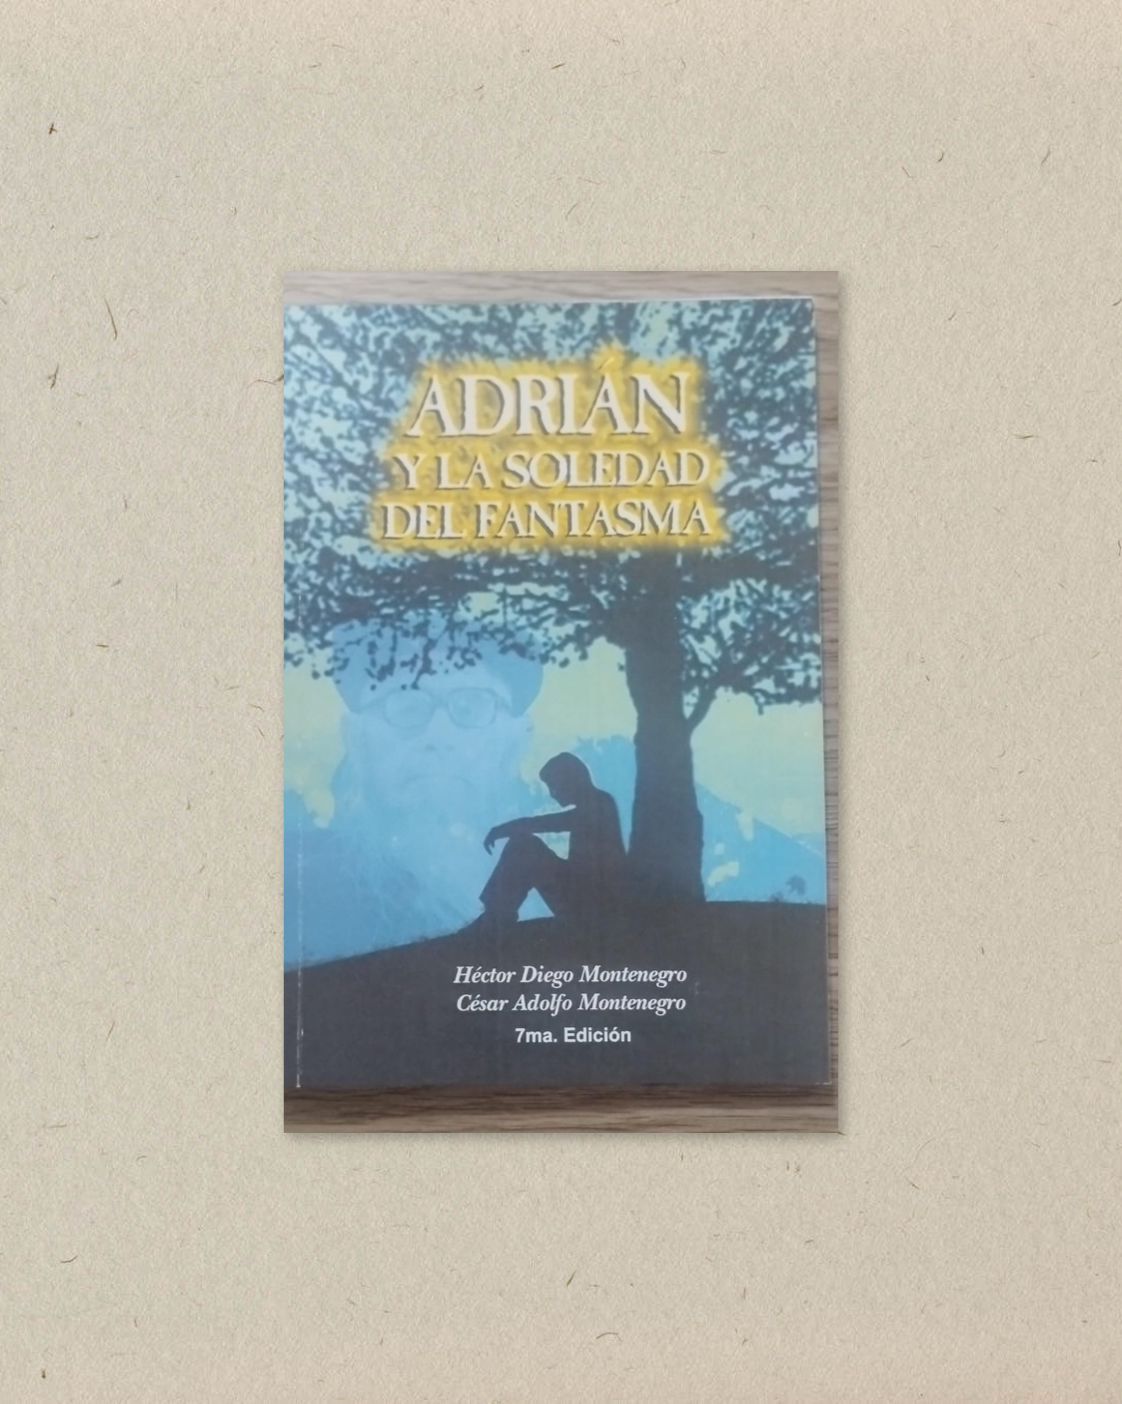 ADRIÁN
Y LA SOLEDAD
DEL FANTASMA
Héctor Diego Montenegro
César Adolfo Montenegro
7ma. Edición